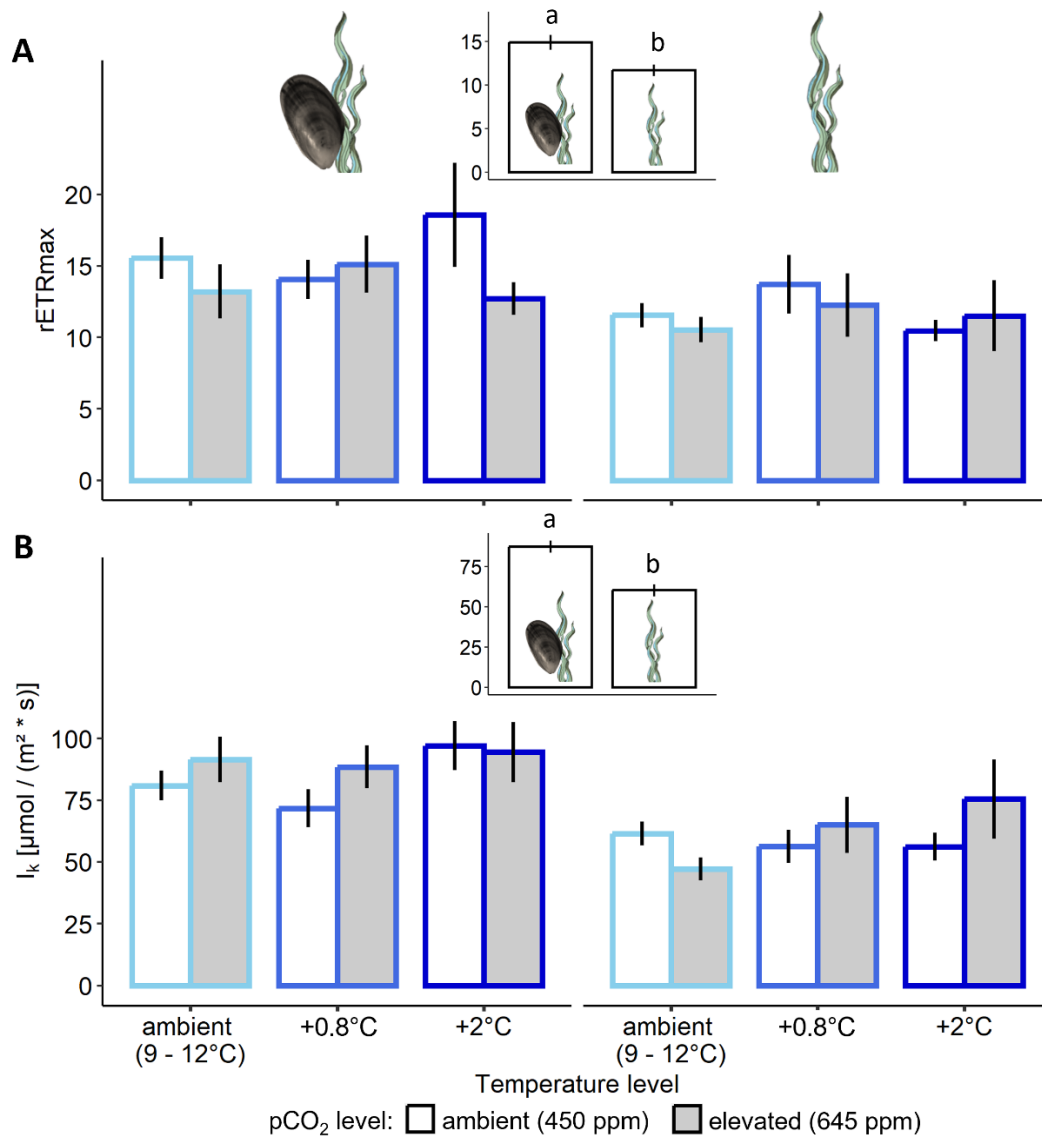 A
a
b
15
10
5
0
20
15
10
5
0
rETRmax
B
a
b
75
50
25
0
100
75
50
25
0
I_k [µmol / (m² * s)]
ambient +0.8°C +2°C ambient +0.8°C +2°C
(9 - 12°C) (9 - 12°C)
Temperature level
pCO₂ level: ambient (450 ppm) elevated (645 ppm)